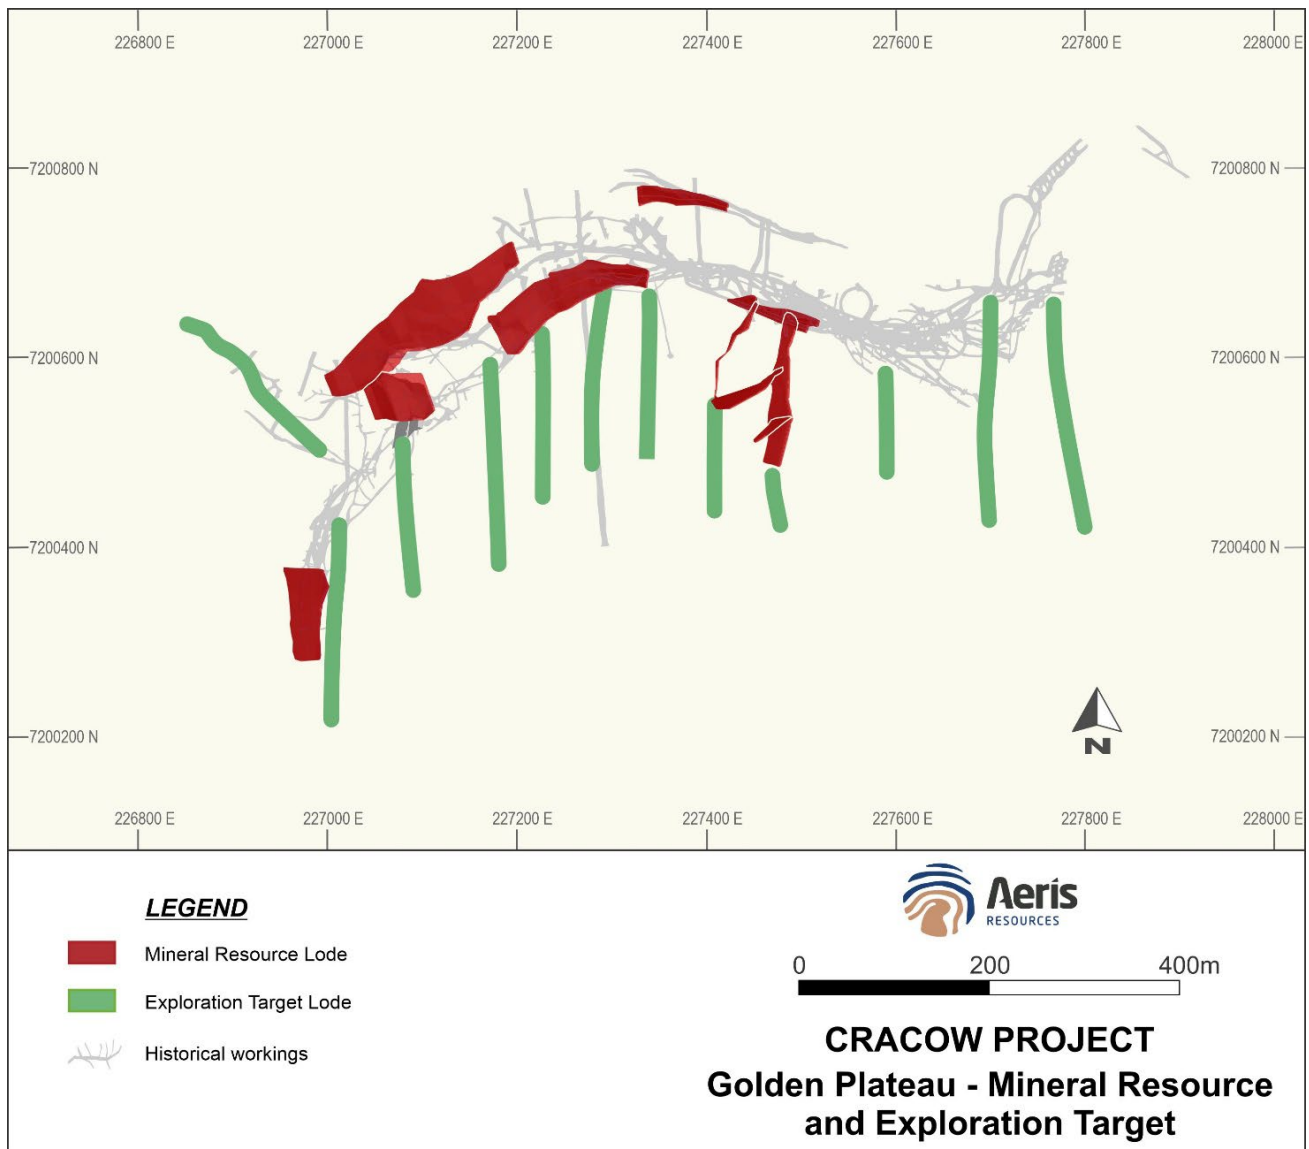 226800 E 227000 E 227200 E 227400 E 227600 E 227800 E 228000 E
7200800 N 7200800 N
7200600 N 7200600 N
7200400 N 7200400 N
7200200 N 7200200 N
N
226800 E 227000 E 227200 E 227400 E 227600 E 227800 E 228000 E
LEGEND
Mineral Resource Lode
Exploration Target Lode
Historical workings
Aeris
RESOURCES
0 200 400m
CRACOW PROJECT
Golden Plateau - Mineral Resource
and Exploration Target